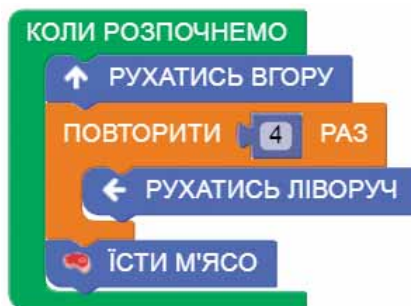 КОЛИ РОЗПОЧНЕМО
РУХАТИСЬ ВГОРУ
ПОВТОРИТИ 4 РАЗ
РУХАТИСЬ ЛІВОРУЧ
ЇСТИ М'ЯСО